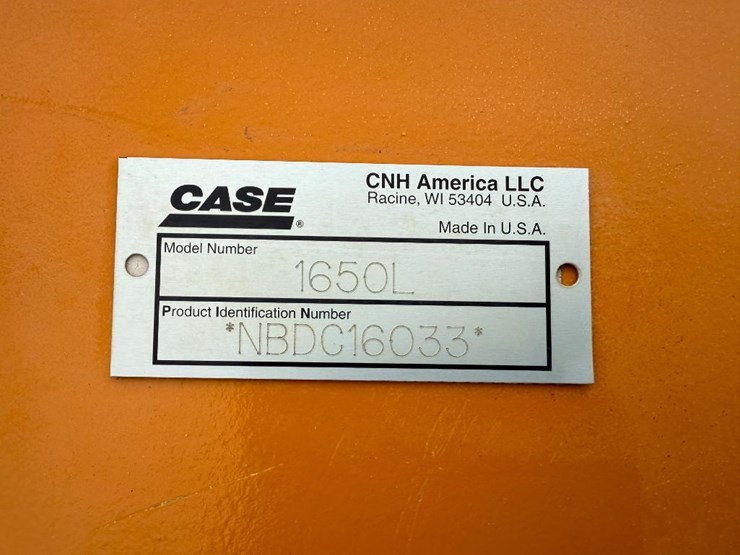 CASE®
CNH America LLC
Racine, WI 53404 U.S.A.
Made In U.S.A.
Model Number
1650L
Product Identification Number
*NBDC16033*